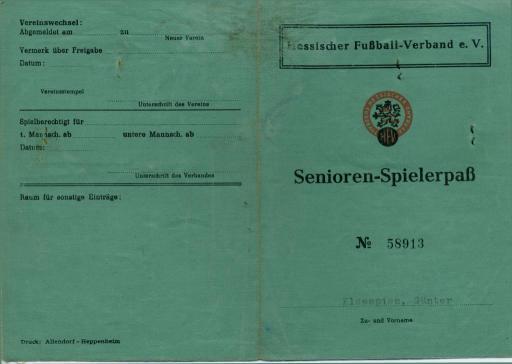 Vereinswechsel:
Abgemeldet am zu
Neuer Verein
Vermerk über Freigabe
Datum:
Vereinsstempel
Unterschrift des Vereins
Spielberechtigt für
1. Mannsch. ab untere Mannsch. ab
Datum:
Unterschrift des Verbandes
Raum für sonstige Einträge:
Druck: Allendorf - Heppenheim
Hessischer Fußball-Verband e. V.
HFV
Senioren-Spielerpaß
№ 58913
Günter
Zu- und Vorname